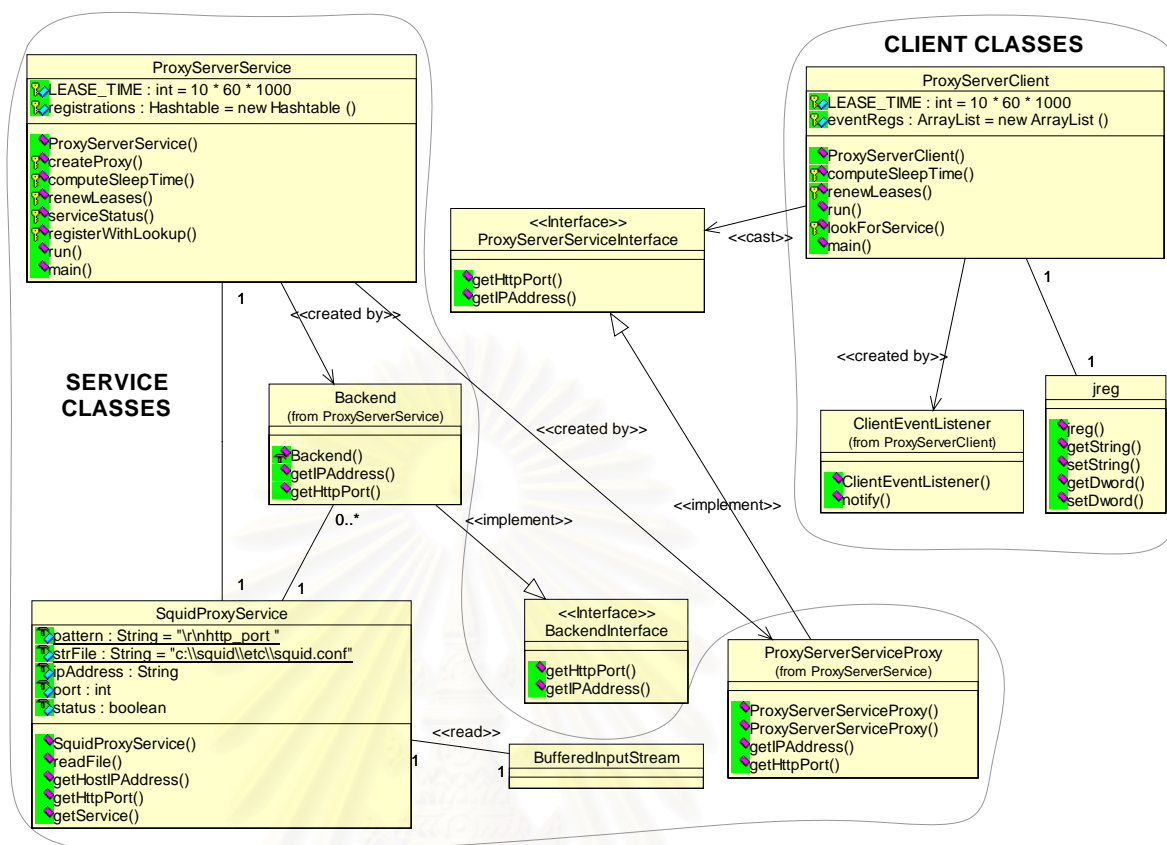 ProxyServerService
LEASE_TIME : int = 10 * 60 * 1000
registrations : Hashtable = new Hashtable ()
ProxyServerService()
createProxy()
computeSleepTime()
renewLeases()
serviceStatus()
registerWithLookup()
run()
main()
CLIENT CLASSES
ProxyServerClient
LEASE_TIME : int = 10 * 60 * 1000
eventRegs : ArrayList = new ArrayList ()
ProxyServerClient()
computeSleepTime()
renewLeases()
run()
lookForService()
main()
<<Interface>>
ProxyServerServiceInterface
getHttpPort()
getIPAddress()
<<cast>>
1
<<created by>>
1
<<created by>>
1
SERVICE
CLASSES
Backend
(from ProxyServerService)
Backend()
getIPAddress()
getHttpPort()
0..*
<<created by>>
<<implement>>
<<implement>>
ClientEventListener
(from ProxyServerClient)
ClientEventListener()
notify()
jreg
jreg()
getString()
setString()
getDword()
setDword()
1
1
SquidProxyService
pattern : String = "\r\nhttp_port "
strFile : String = "c:\\squid\\etc\\squid.conf"
ipAddress : String
port : int
status : boolean
SquidProxyService()
readFile()
getHostIPAddress()
getHttpPort()
getService()
<<Interface>>
BackendInterface
getHttpPort()
getIPAddress()
ProxyServerServiceProxy
(from ProxyServerService)
ProxyServerServiceProxy()
ProxyServerServiceProxy()
getIPAddress()
getHttpPort()
<<read>>
1
1
BufferedInputStream